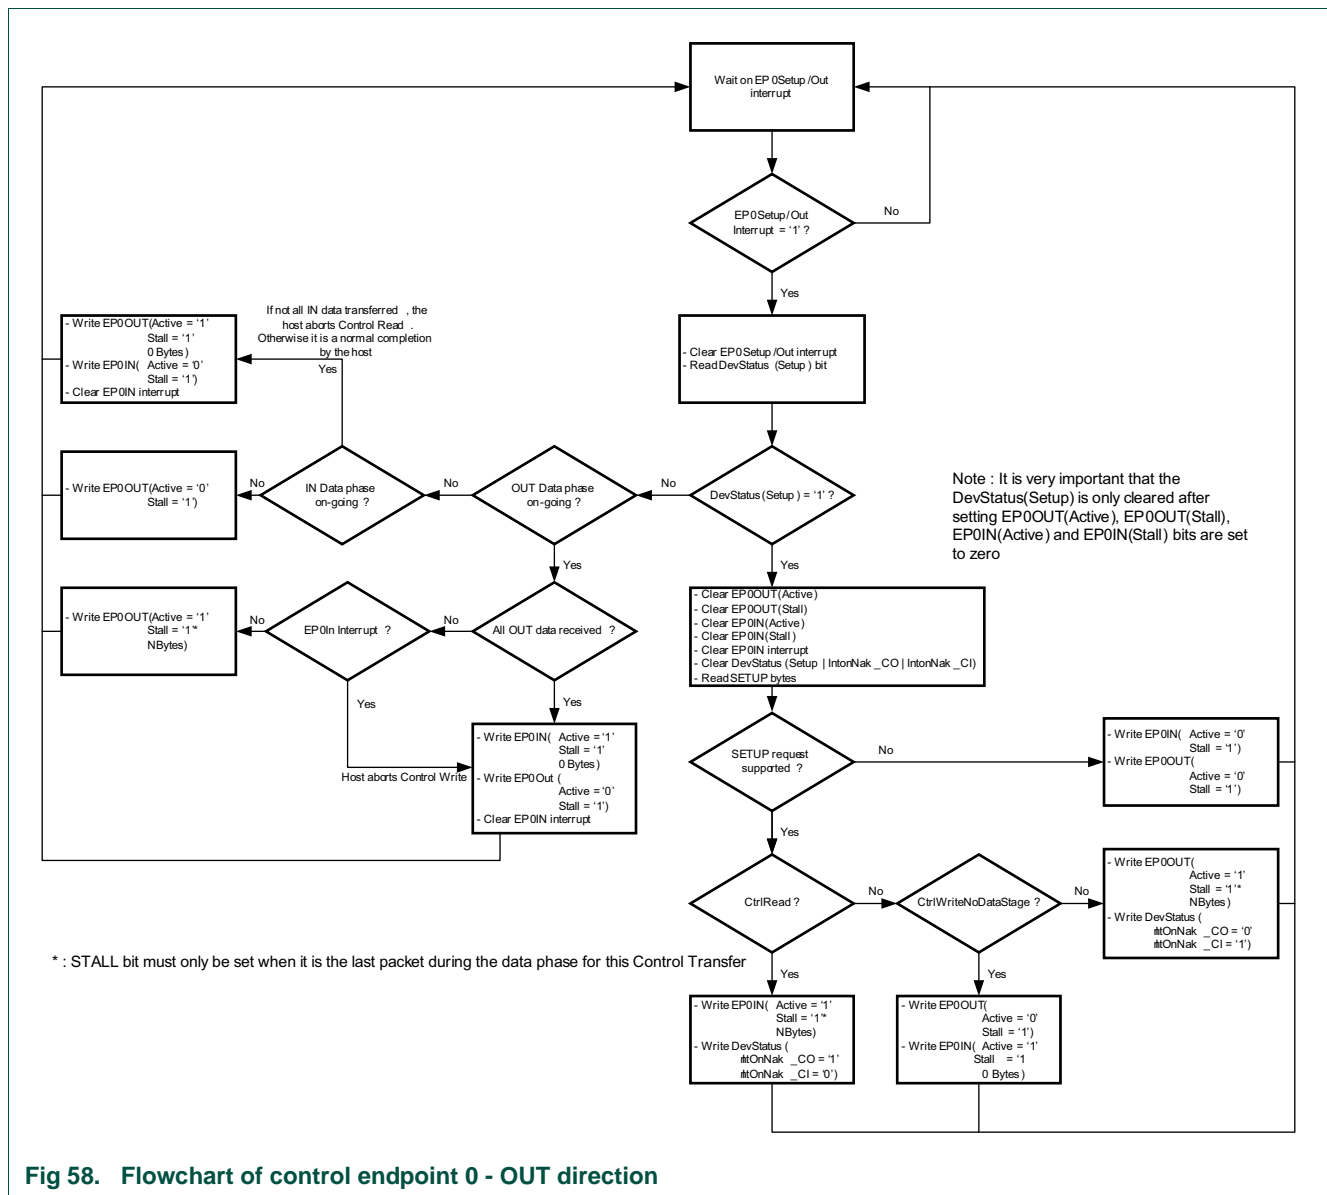 Wait on EP0Setup/Out
interrupt
EP0Setup/Out
Interrupt = '1' ?
No
Yes
- Clear EP0Setup/Out interrupt
- Read DevStatus (Setup) bit
If not all IN data transferred , the
host aborts Control Read .
Otherwise it is a normal completion
by the host
Yes
- Write EP0OUT(Active = '1'
Stall = '1'
0 Bytes)
- Write EP0IN( Active = '0'
Stall = '1')
- Clear EP0IN interrupt
DevStatus(Setup) = '1' ?
No
OUT Data phase
on-going ?
No
IN Data phase
on-going ?
No
- Write EP0OUT(Active = '0'
Stall = '1')
Note : It is very important that the
DevStatus(Setup) is only cleared after
setting EP0OUT(Active), EP0OUT(Stall),
EP0IN(Active) and EP0IN(Stall) bits are set
to zero
Yes
Yes
All OUT data received ?
No
EP0In Interrupt ?
No
- Write EP0OUT(Active = '1'
Stall = '1'*
NBytes)
Yes
Yes
Host aborts Control Write
- Write EP0IN( Active = '1'
Stall = '1'
0 Bytes)
- Write EP0Out (
Active = '0'
Stall = '1')
- Clear EP0IN interrupt
- Clear EP0OUT(Active)
- Clear EP0OUT(Stall)
- Clear EP0IN(Active)
- Clear EP0IN(Stall)
- Clear EP0IN interrupt
- Clear DevStatus (Setup | IntonNak_CO | IntonNak_CI)
- Read SETUP bytes
SETUP request
supported ?
No
- Write EP0IN( Active = '0'
Stall = '1')
- Write EP0OUT(
Active = '0'
Stall = '1')
Yes
CtrlRead ?
No
CtrlWriteNoDataStage ?
No
- Write EP0OUT(
Active = '1'
Stall = '1'*
NBytes)
- Write DevStatus (
IntOnNak _CO = '0'
IntOnNak _CI = '1')
* : STALL bit must only be set when it is the last packet during the data phase for this Control Transfer
Yes
Yes
- Write EP0IN( Active = '1'
Stall = '1'*
NBytes)
- Write DevStatus (
IntOnNak _CO = '1'
IntOnNak _CI = '0')
- Write EP0OUT(
Active = '0'
Stall = '1')
- Write EP0IN( Active = '1'
Stall = '1
0 Bytes)
Fig 58. Flowchart of control endpoint 0 - OUT direction